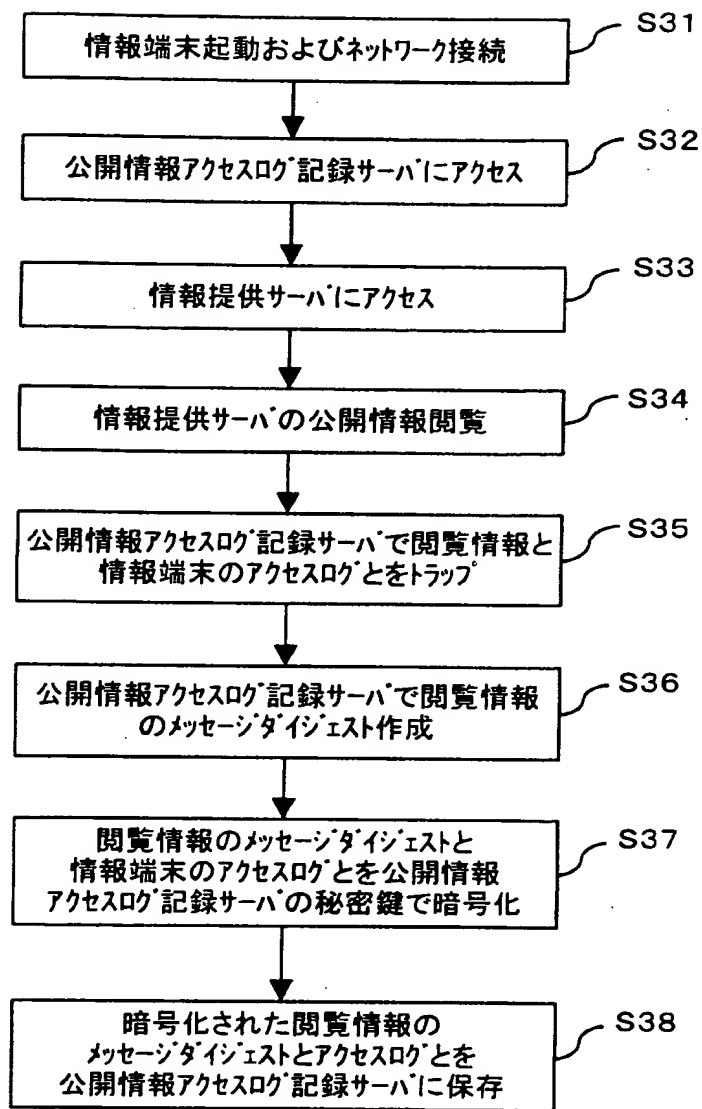 S31
情報端末起動およびネットワーク接続
S32
公開情報アクセスログ記録サーバにアクセス
S33
情報提供サーバにアクセス
S34
情報提供サーバの公開情報閲覧
S35
公開情報アクセスログ記録サーバで閲覧情報と
情報端末のアクセスログとをトラップ
S36
公開情報アクセスログ記録サーバで閲覧情報
のメッセージダイジェスト作成
S37
閲覧情報のメッセージダイジェストと
情報端末のアクセスログとを公開情報
アクセスログ記録サーバの秘密鍵で暗号化
S38
暗号化された閲覧情報の
メッセージダイジェストとアクセスログとを
公開情報アクセスログ記録サーバに保存